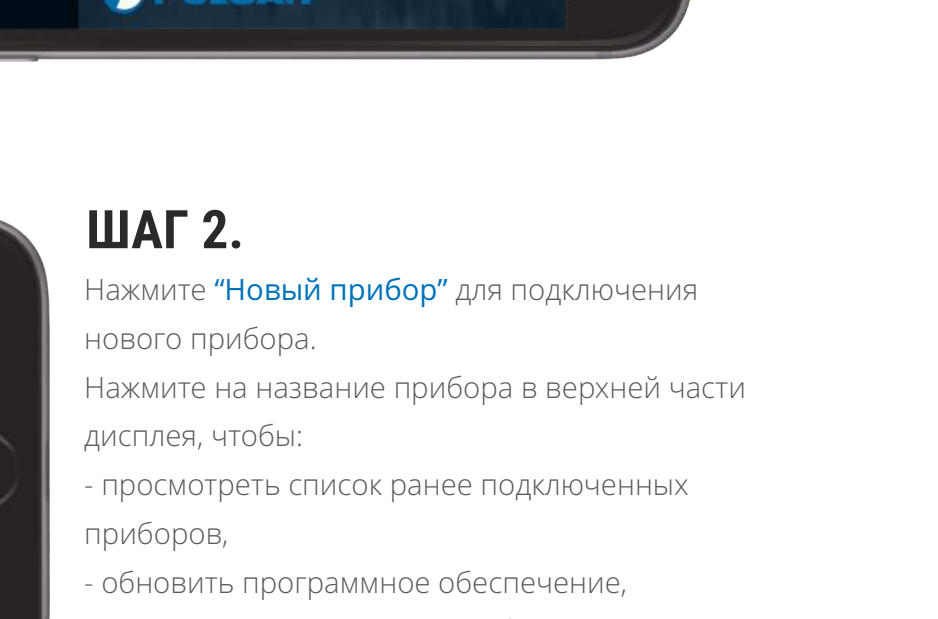 ШАГ 2.
Нажмите “Новый прибор” для подключения
нового прибора.
Нажмите на название прибора в верхней части
дисплея, чтобы:
- просмотреть список ранее подключенных
приборов,
- обновить программное обеспечение,